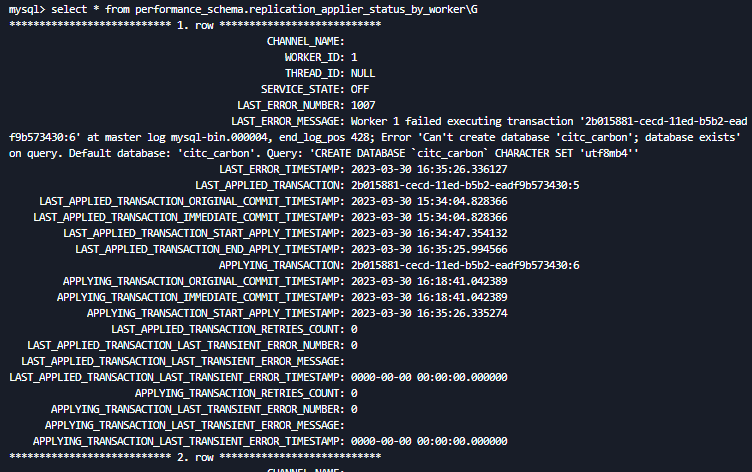 mysql> select * from performance_schema.replication_applier_status_by_worker\G
*************************** 1. row ***************************
CHANNEL_NAME:
WORKER_ID: 1
THREAD_ID: NULL
SERVICE_STATE: OFF
LAST_ERROR_NUMBER: 1007
LAST_ERROR_MESSAGE: Worker 1 failed executing transaction '2b015881-cecd-11ed-b5b2-ead
f9b573430:6' at master log mysql-bin.000004, end_log_pos 428; Error 'Can't create database 'citc_carbon'; database exists'
on query. Default database: 'citc_carbon'. Query: 'CREATE DATABASE `citc_carbon` CHARACTER SET 'utf8mb4''
LAST_ERROR_TIMESTAMP: 2023-03-30 16:35:26.336127
LAST_APPLIED_TRANSACTION: 2b015881-cecd-11ed-b5b2-eadf9b573430:5
LAST_APPLIED_TRANSACTION_ORIGINAL_COMMIT_TIMESTAMP: 2023-03-30 15:34:04.828366
LAST_APPLIED_TRANSACTION_IMMEDIATE_COMMIT_TIMESTAMP: 2023-03-30 15:34:04.828366
LAST_APPLIED_TRANSACTION_START_APPLY_TIMESTAMP: 2023-03-30 16:34:47.354132
LAST_APPLIED_TRANSACTION_END_APPLY_TIMESTAMP: 2023-03-30 16:35:25.994566
APPLYING_TRANSACTION: 2b015881-cecd-11ed-b5b2-eadf9b573430:6
APPLYING_TRANSACTION_ORIGINAL_COMMIT_TIMESTAMP: 2023-03-30 16:18:41.042389
APPLYING_TRANSACTION_IMMEDIATE_COMMIT_TIMESTAMP: 2023-03-30 16:18:41.042389
APPLYING_TRANSACTION_START_APPLY_TIMESTAMP: 2023-03-30 16:35:26.335274
LAST_APPLIED_TRANSACTION_RETRIES_COUNT: 0
LAST_APPLIED_TRANSACTION_LAST_TRANSIENT_ERROR_NUMBER: 0
LAST_APPLIED_TRANSACTION_LAST_TRANSIENT_ERROR_MESSAGE:
LAST_APPLIED_TRANSACTION_LAST_TRANSIENT_ERROR_TIMESTAMP: 0000-00-00 00:00:00.000000
APPLYING_TRANSACTION_RETRIES_COUNT: 0
APPLYING_TRANSACTION_LAST_TRANSIENT_ERROR_NUMBER: 0
APPLYING_TRANSACTION_LAST_TRANSIENT_ERROR_MESSAGE:
APPLYING_TRANSACTION_LAST_TRANSIENT_ERROR_TIMESTAMP: 0000-00-00 00:00:00.000000
*************************** 2. row ***************************